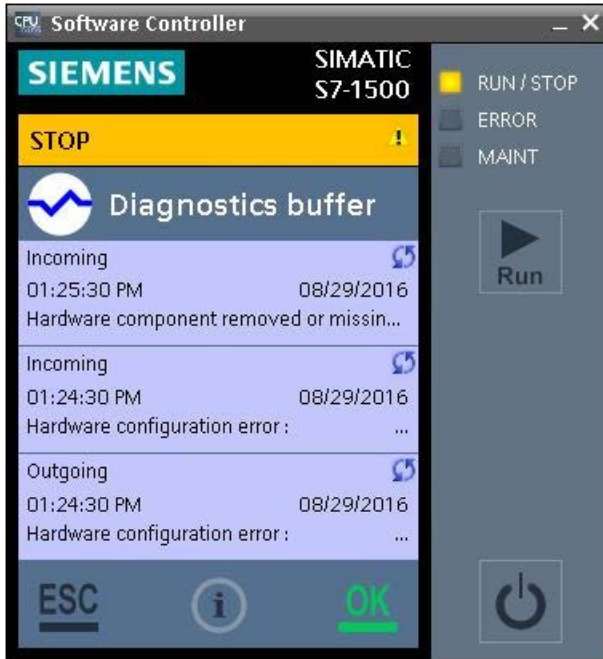 CPU Software Controller
SIEMENS
SIMATIC
S7-1500
STOP
Diagnostics buffer
Incoming
01:25:30 PM 08/29/2016
Hardware component removed or missin...
Incoming
01:24:30 PM 08/29/2016
Hardware configuration error : ...
Outgoing
01:24:30 PM 08/29/2016
Hardware configuration error : ...
ESC i OK
RUN / STOP
ERROR
MAINT
Run